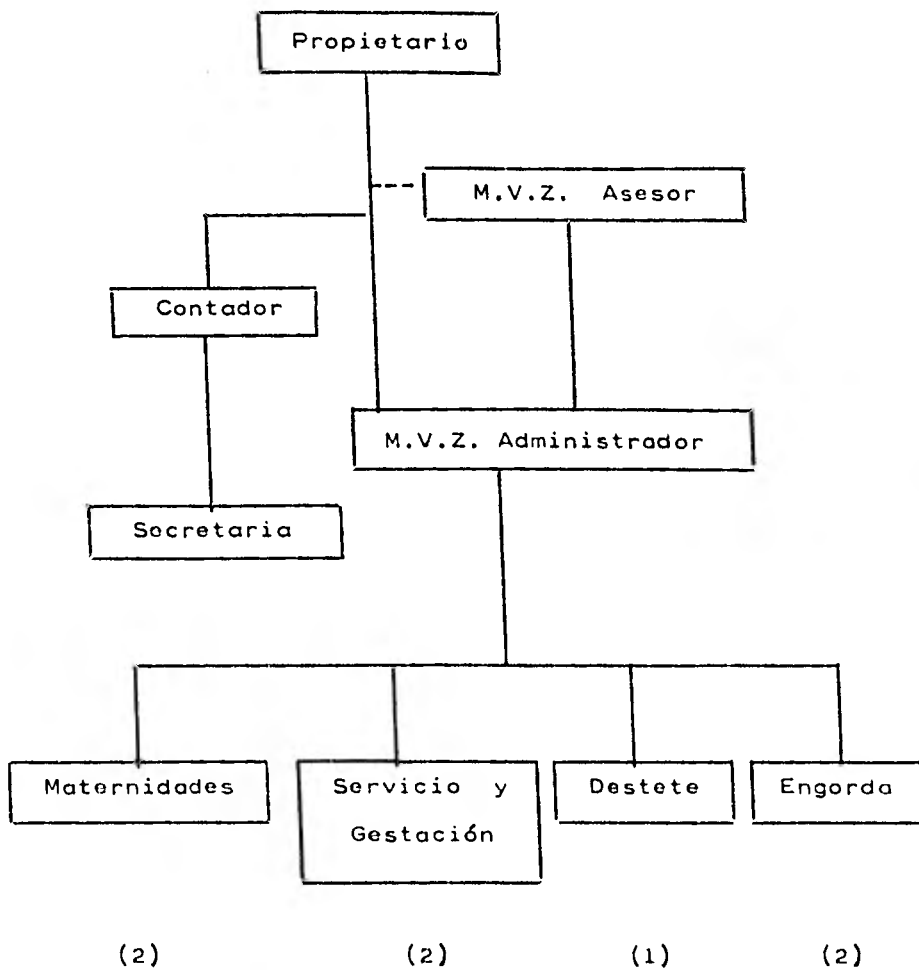 Propietario
M.V.Z. Asesor
Contador
M.V.Z. Administrador
Secretaria
Maternidades
Servicio y
Gestación
Destete
Engorda
(2)
(2)
(1)
(2)